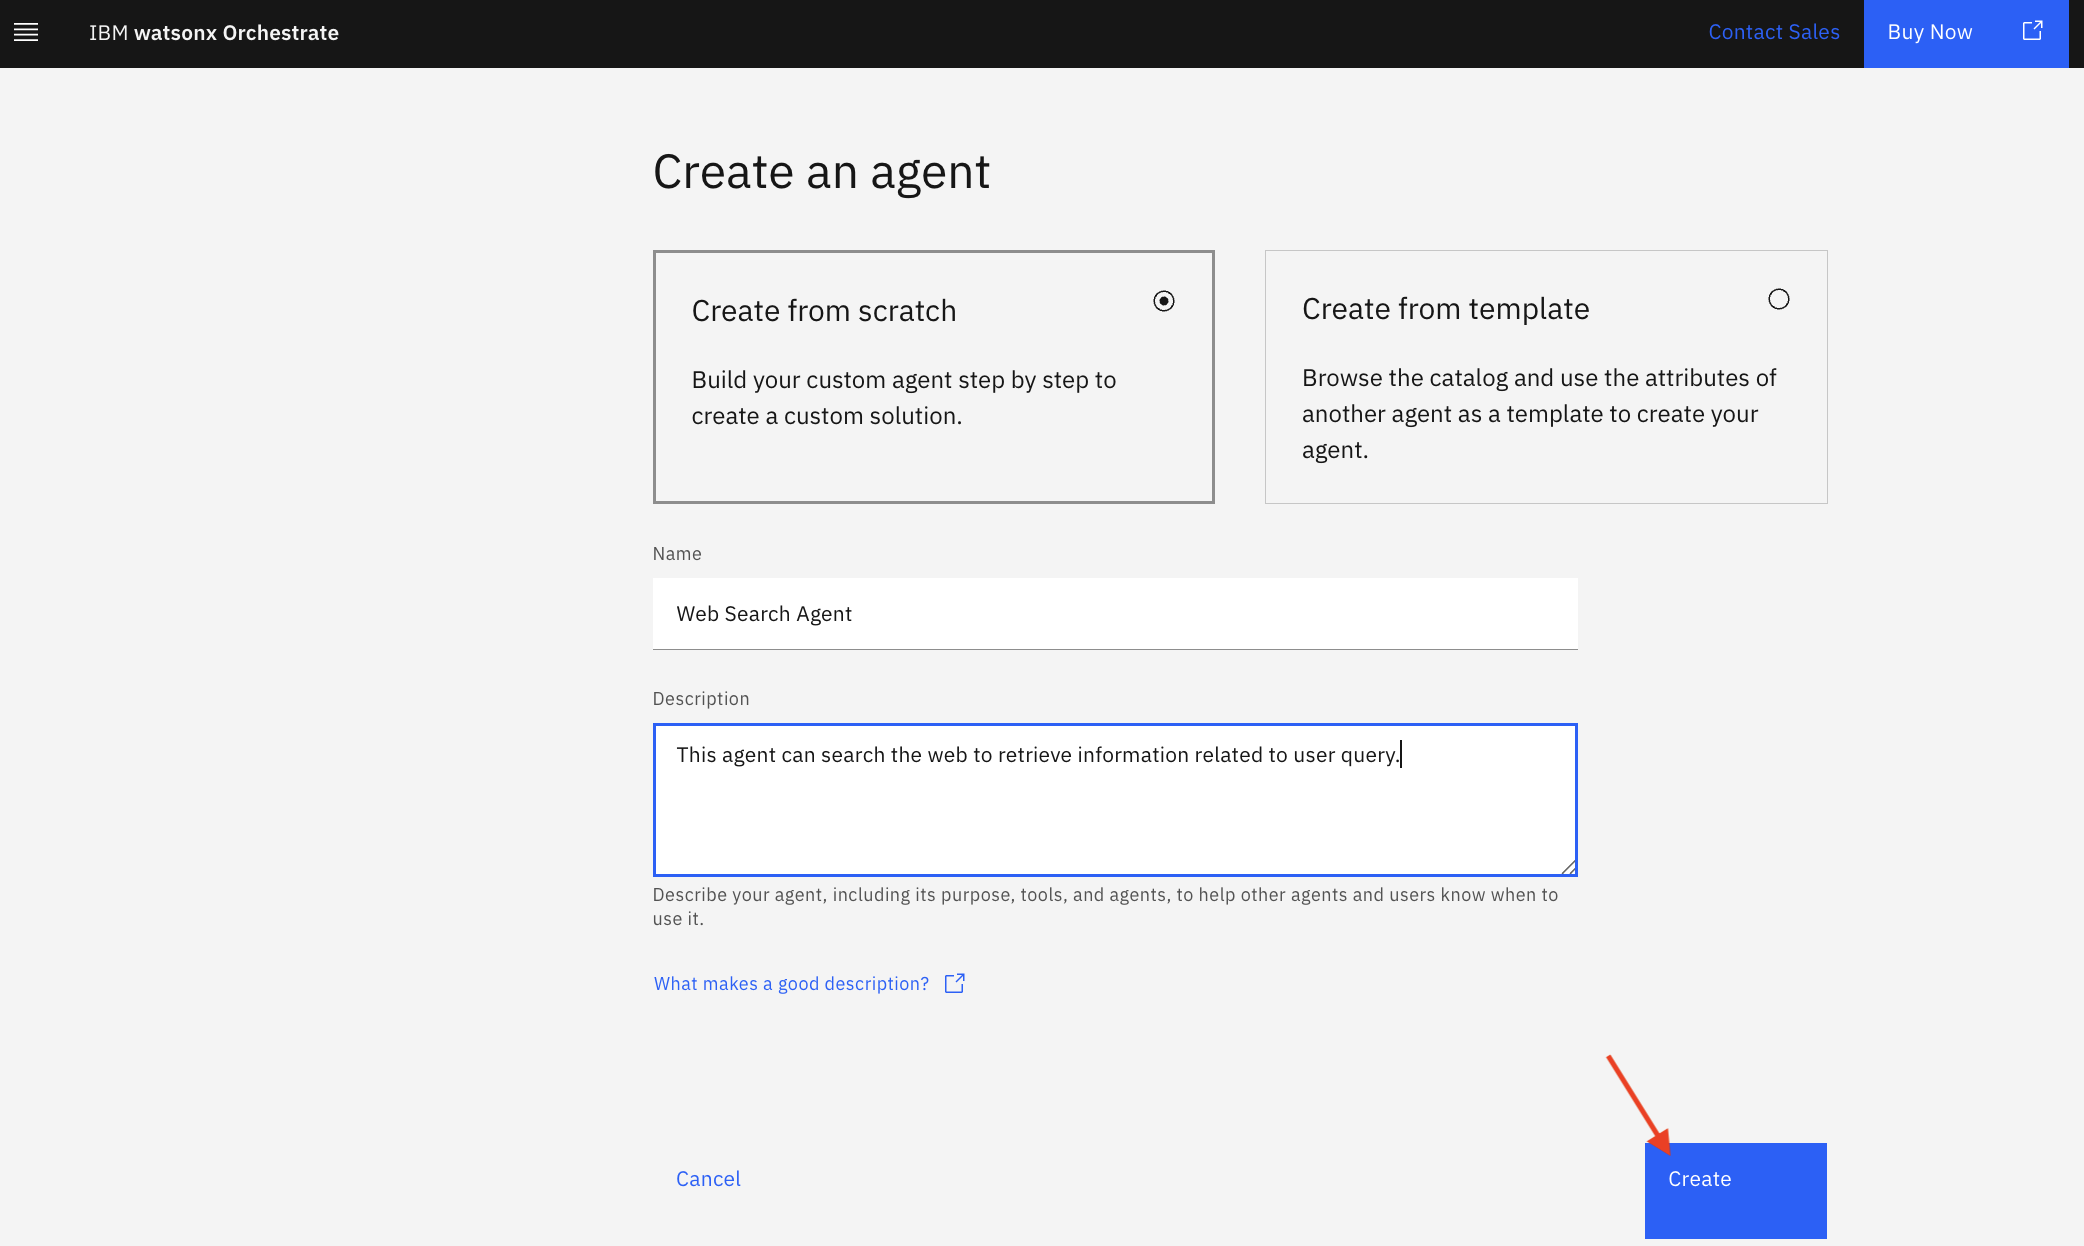 IBM watsonx Orchestrate
Contact Sales
Buy Now
Create an agent
Create from scratch
Build your custom agent step by step to
create a custom solution.
Create from template
Browse the catalog and use the attributes of
another agent as a template to create your
agent.
Name
Web Search Agent
Description
This agent can search the web to retrieve information related to user query.
Describe your agent, including its purpose, tools, and agents, to help other agents and users know when to
use it.
What makes a good description?
Cancel
Create